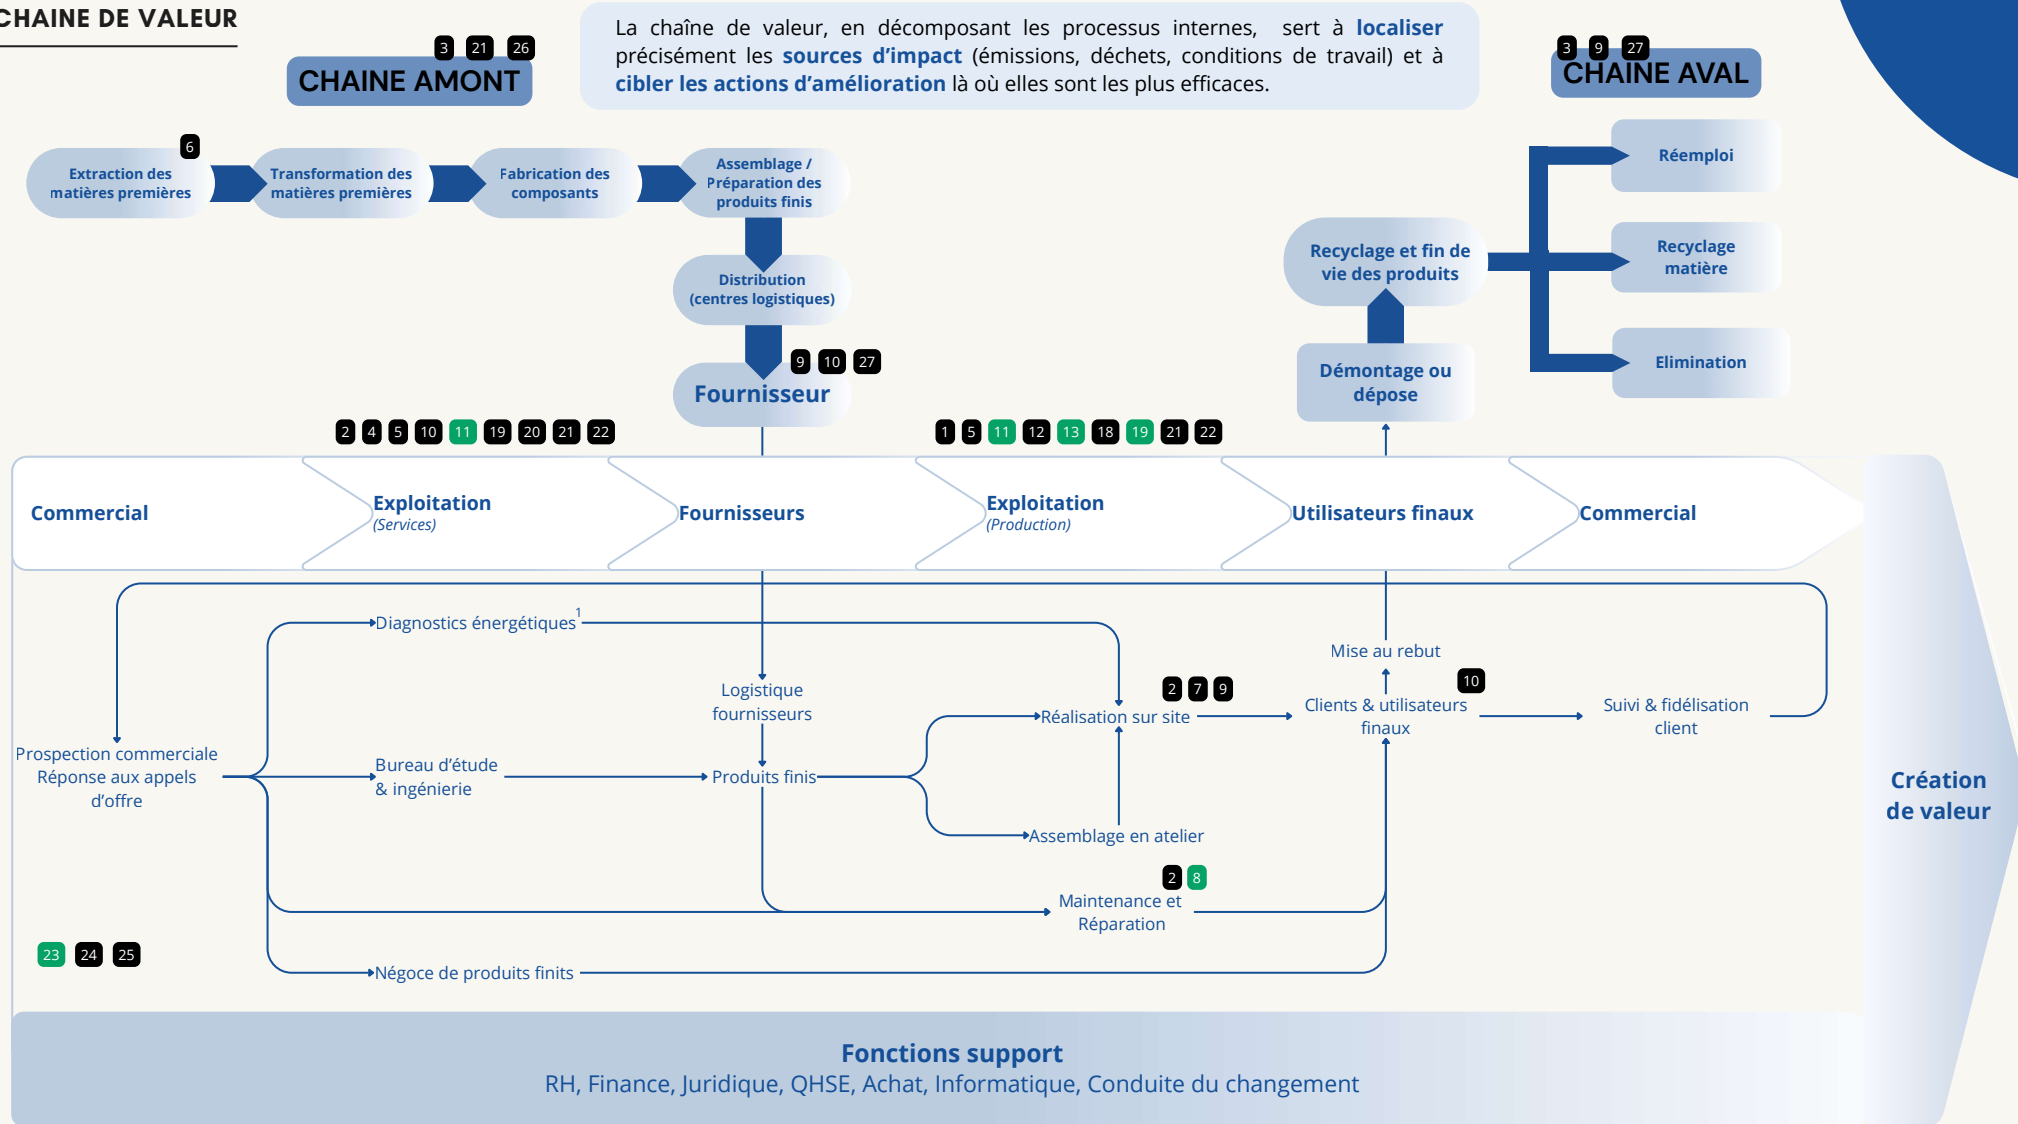 CHAINE DE VALEUR
La chaîne de valeur, en décomposant les processus internes, sert à localiser
précisément les sources d'impact (émissions, déchets, conditions de travail) et à
cibler les actions d'amélioration là où elles sont les plus efficaces.
3 21 26
CHAINE AMONT
3 9 27
CHAINE AVAL
6
Extraction des
matières premières
Transformation des
matières premières
Fabrication des
composants
Assemblage /
Préparation des
produits finis
Distribution
(centres logistiques)
9 10 27
Fournisseur
Réemploi
Recyclage et fin de
vie des produits
Recyclage
matière
Elimination
Démontage ou
dépose
2 4 5 10 11 19 20 21 22
1 5 11 12 13 18 19 21 22
Commercial
Exploitation
(Services)
Fournisseurs
Exploitation
(Production)
Utilisateurs finaux
Commercial
Diagnostics énergétiques1
Mise au rebut
Logistique
fournisseurs
2 7 9
Réalisation sur site
10
Clients & utilisateurs
finaux
Suivi & fidélisation
client
Prospection commerciale
Réponse aux appels
d'offre
Bureau d'étude
& ingénierie
Produits finis
Assemblage en atelier
2 8
Maintenance et
Réparation
23 24 25
Négoce de produits finits
Création
de valeur
Fonctions support
RH, Finance, Juridique, QHSE, Achat, Informatique, Conduite du changement